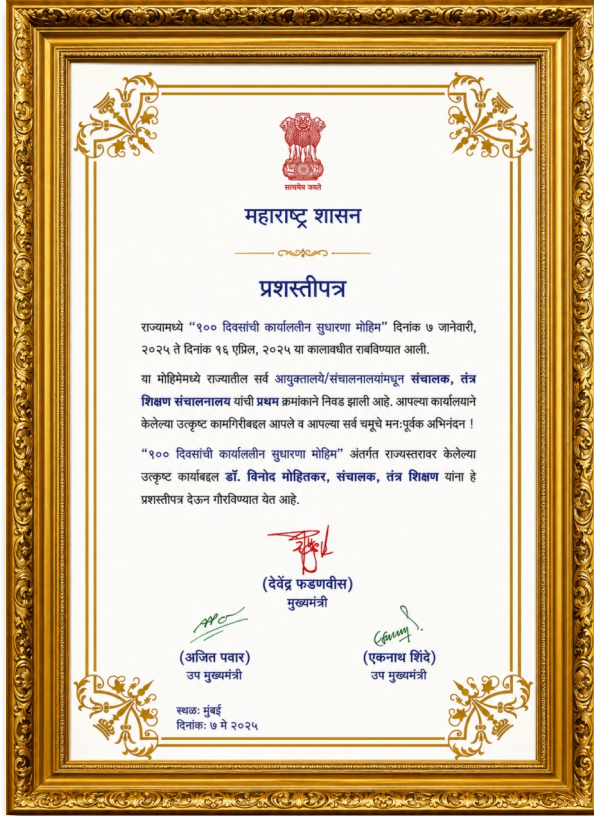 सत्यमेव जयते
महाराष्ट्र शासन
प्रशस्तीपत्र
राज्यामध्ये “१०० दिवसांची कार्याललीन सुधारणा मोहिम” दिनांक ७ जानेवारी,
२०२५ ते दिनांक १६ एप्रिल, २०२५ या कालावधीत राबविण्यात आली.
या मोहिमेमध्ये राज्यातील सर्व आयुक्तालये/संचालनालयांमधून संचालक, तंत्र
शिक्षण संचालनालय यांची प्रथम क्रमांकाने निवड झाली आहे. आपल्या कार्यालयाने
केलेल्या उत्कृष्ट कामगिरीबद्दल आपले व आपल्या सर्व चमूचे मन:पूर्वक अभिनंदन !
“१०० दिवसांची कार्याललीन सुधारणा मोहिम” अंतर्गत राज्यस्तरावर केलेल्या
उत्कृष्ट कार्याबद्दल डॉ. विनोद मोहितकर, संचालक, तंत्र शिक्षण यांना हे
प्रशस्तीपत्र देऊन गौरविण्यात येत आहे.
(देवेंद्र फडणवीस)
मुख्यमंत्री
(अजित पवार)
उप मुख्यमंत्री
(एकनाथ शिंदे)
उप मुख्यमंत्री
स्थळ: मुंबई
दिनांक: ७ मे २०२५